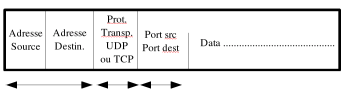 Adresse
Source
Adresse
Destin.
Prot.
Transp.
UDP
ou TCP
Port src
Port dest
Data ..........................................